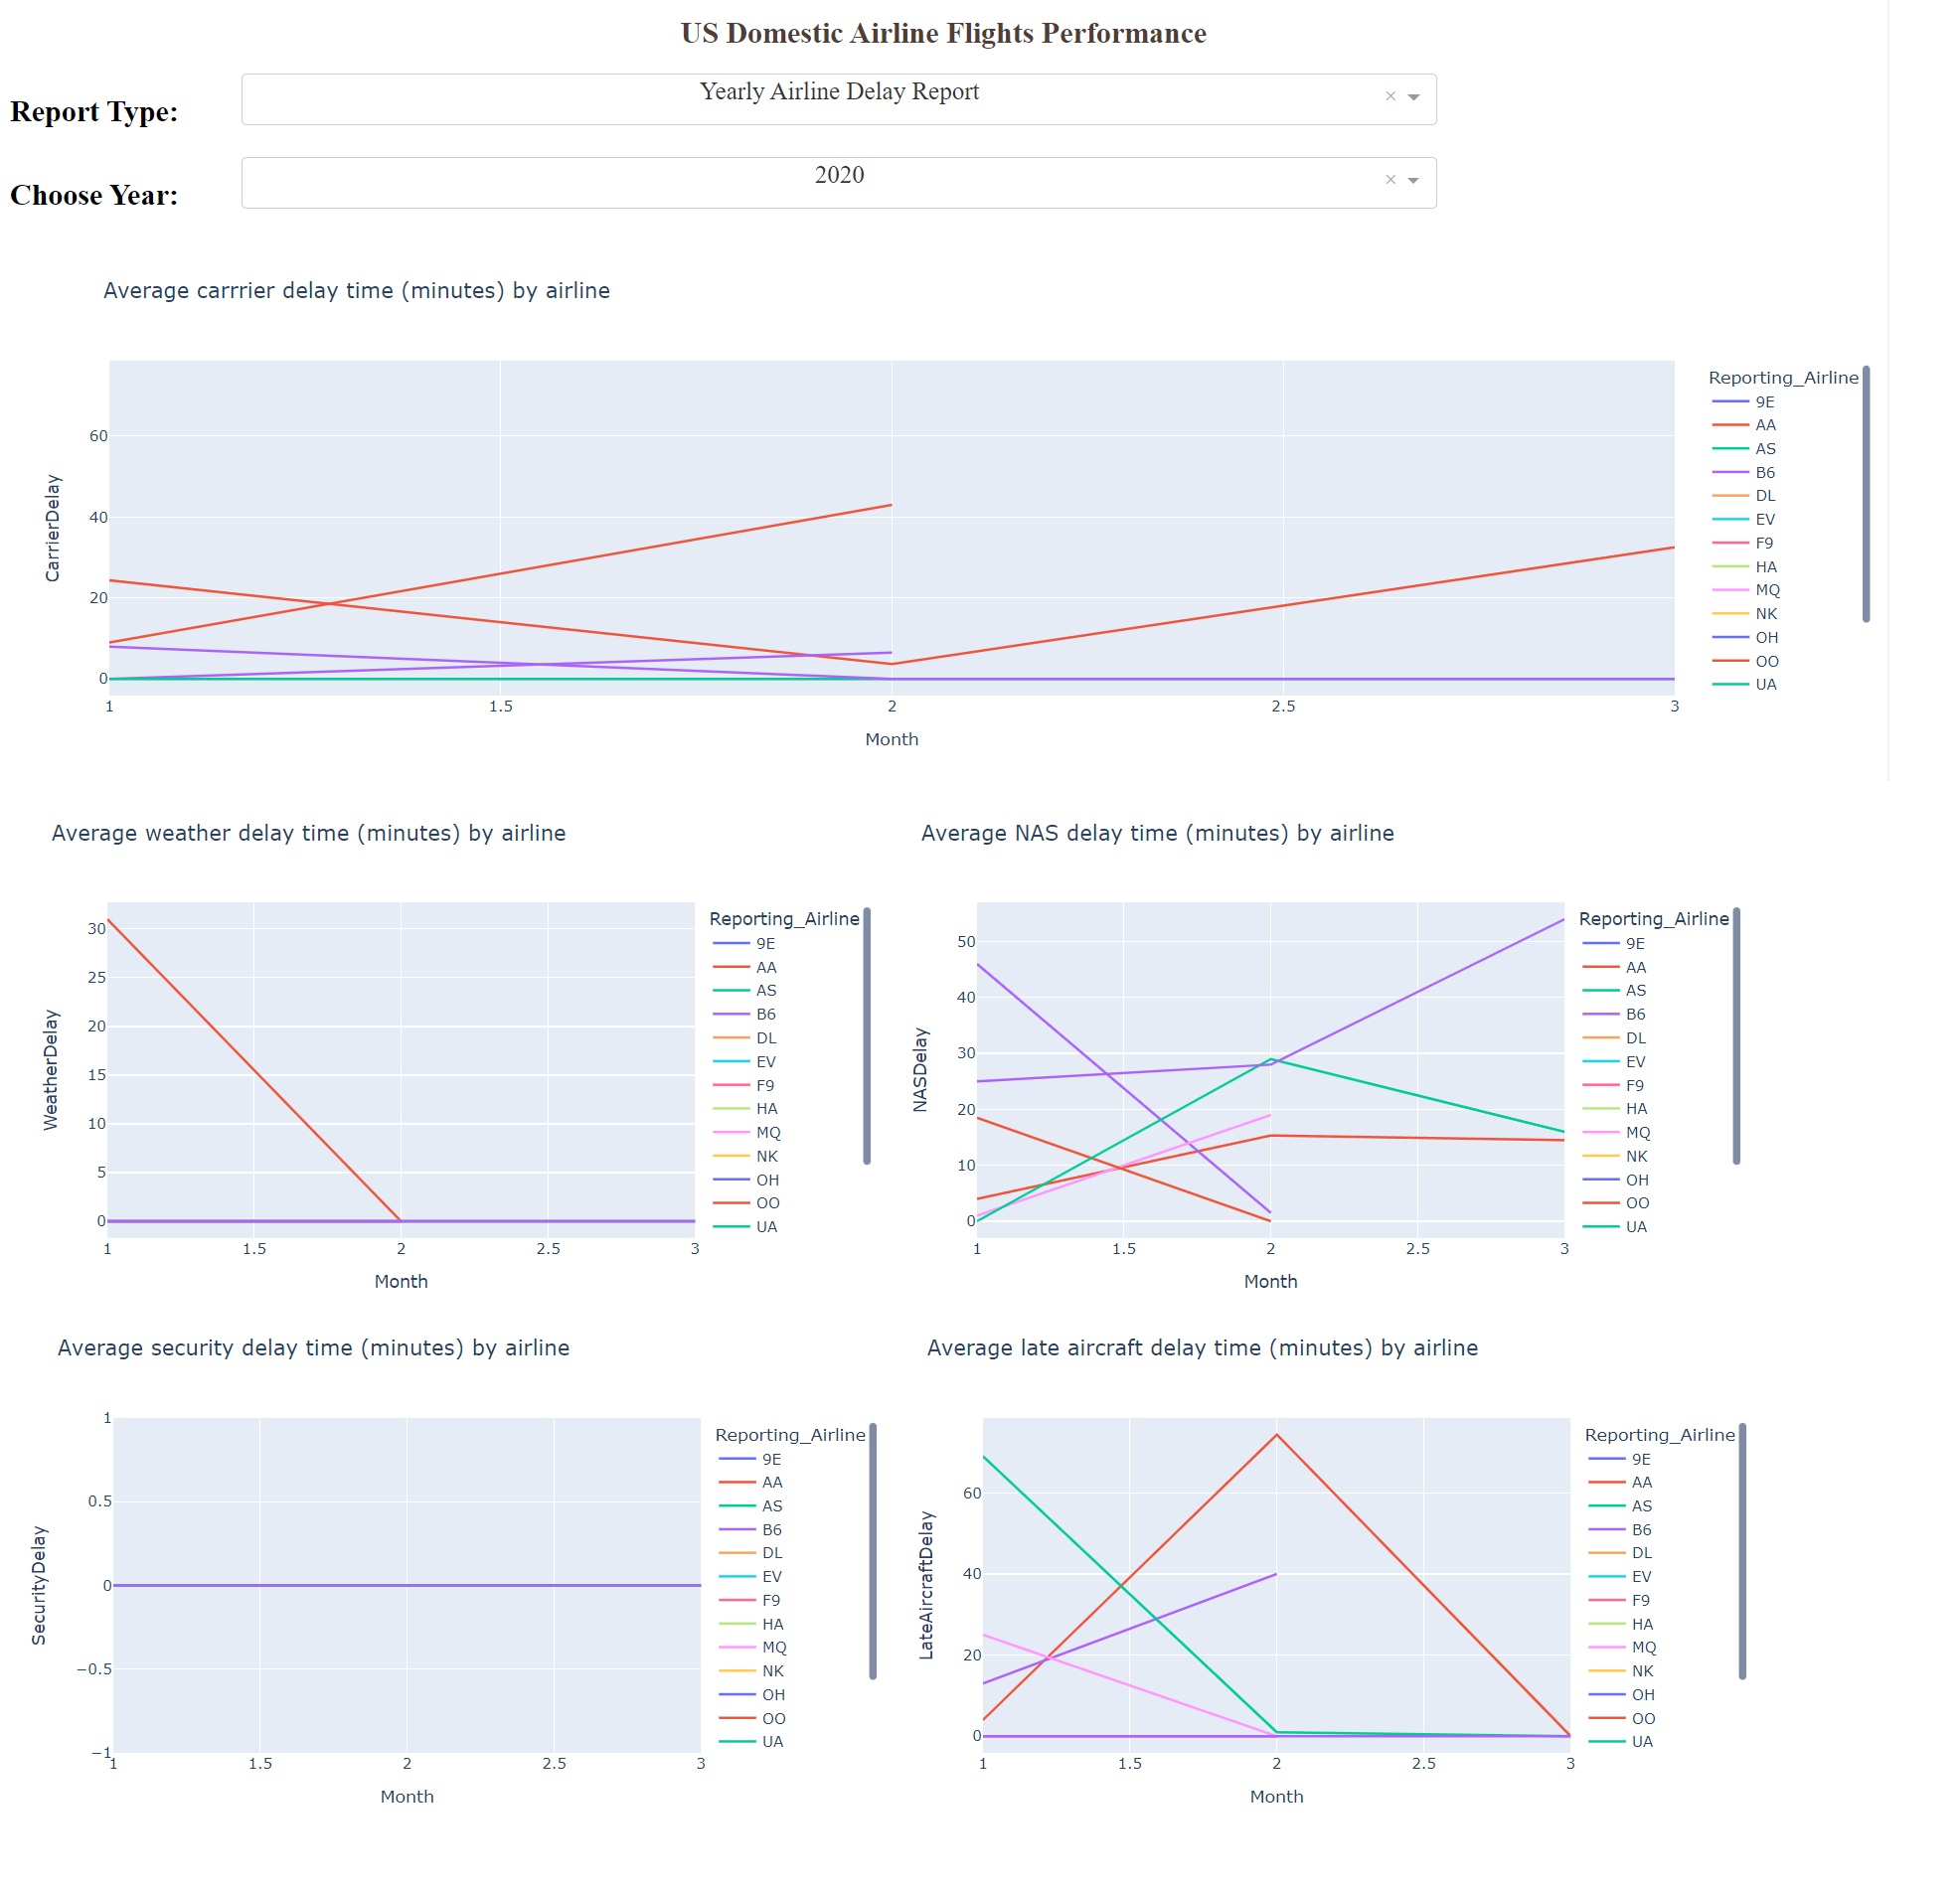 US Domestic Airline Flights Performance
Report Type:
Yearly Airline Delay Report
× 
Choose Year:
2020
×
Average carrrier delay time (minutes) by airline
CarrierDelay
60
40
20
0
1
1.5
2
2.5
3
Month
Reporting_Airline
9E
AA
AS
B6
DL
EV
F9
HA
MQ
NK
OH
OO
UA
Average weather delay time (minutes) by airline
WeatherDelay
30
25
20
15
10
5
0
1
1.5
2
2.5
3
Month
Reporting_Airline
9E
AA
AS
B6
DL
EV
F9
HA
MQ
NK
OH
OO
UA
Average NAS delay time (minutes) by airline
NASDelay
50
40
30
20
10
0
1
1.5
2
2.5
3
Month
Reporting_Airline
9E
AA
AS
B6
DL
EV
F9
HA
MQ
NK
OH
OO
UA
Average security delay time (minutes) by airline
SecurityDelay
1
0.5
0
−0.5
−1
1
1.5
2
2.5
3
Month
Reporting_Airline
9E
AA
AS
B6
DL
EV
F9
HA
MQ
NK
OH
OO
UA
Average late aircraft delay time (minutes) by airline
LateAircraftDelay
60
40
20
0
1
1.5
2
2.5
3
Month
Reporting_Airline
9E
AA
AS
B6
DL
EV
F9
HA
MQ
NK
OH
OO
UA